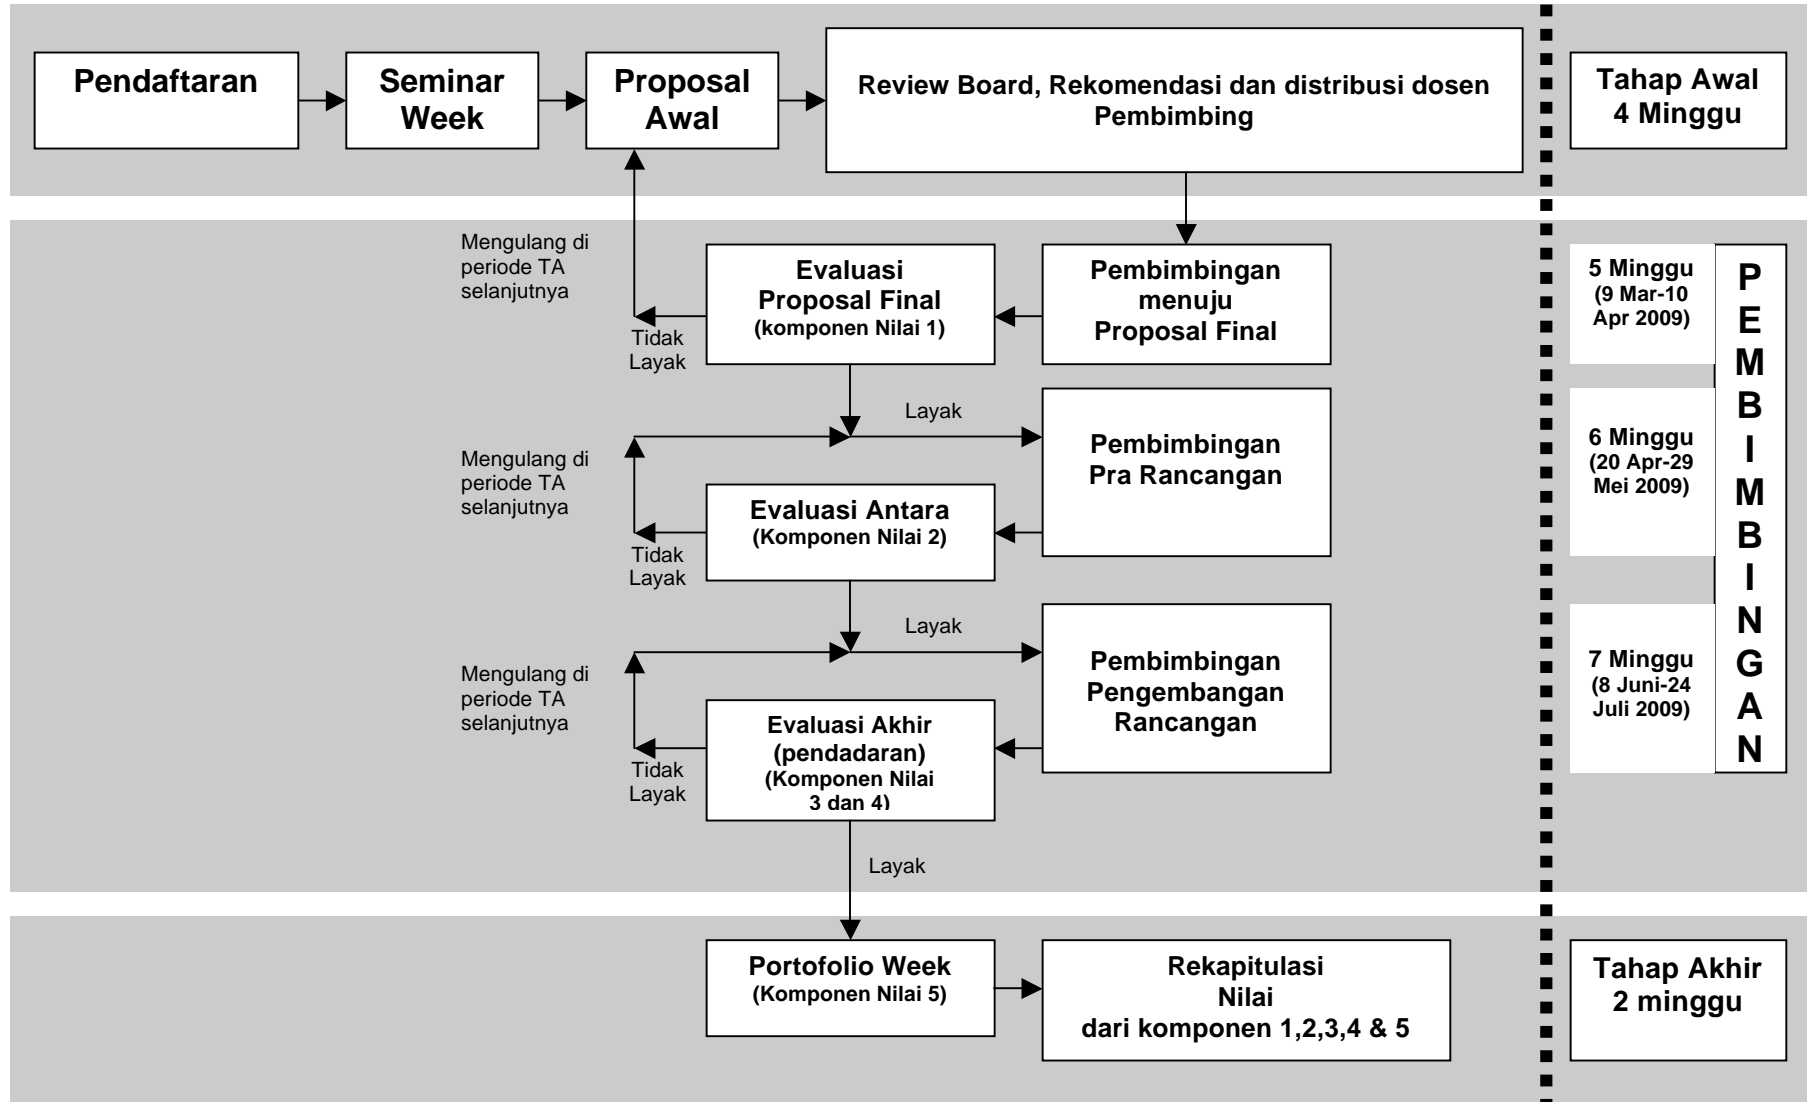 Pendaftaran
Seminar
Week
Proposal
Awal
Review Board, Rekomendasi dan distribusi dosen
Pembimbing
Tahap Awal
4 Minggu
Mengulang di
periode TA
selanjutnya
Tidak
Layak
Evaluasi
Proposal Final
(komponen Nilai 1)
Pembimbingan
menuju
Proposal Final
5 Minggu
(9 Mar-10
Apr 2009)
P
E
M
B
I
M
B
I
N
G
A
N
Layak
Mengulang di
periode TA
selanjutnya
Tidak
Layak
Evaluasi Antara
(Komponen Nilai 2)
Pembimbingan
Pra Rancangan
6 Minggu
(20 Apr-29
Mei 2009)
Layak
Mengulang di
periode TA
selanjutnya
Tidak
Layak
Evaluasi Akhir
(pendadaran)
(Komponen Nilai
3 dan 4)
Pembimbingan
Pengembangan
Rancangan
7 Minggu
(8 Juni-24
Juli 2009)
Layak
Portofolio Week
(Komponen Nilai 5)
Rekapitulasi
Nilai
dari komponen 1,2,3,4 & 5
Tahap Akhir
2 minggu